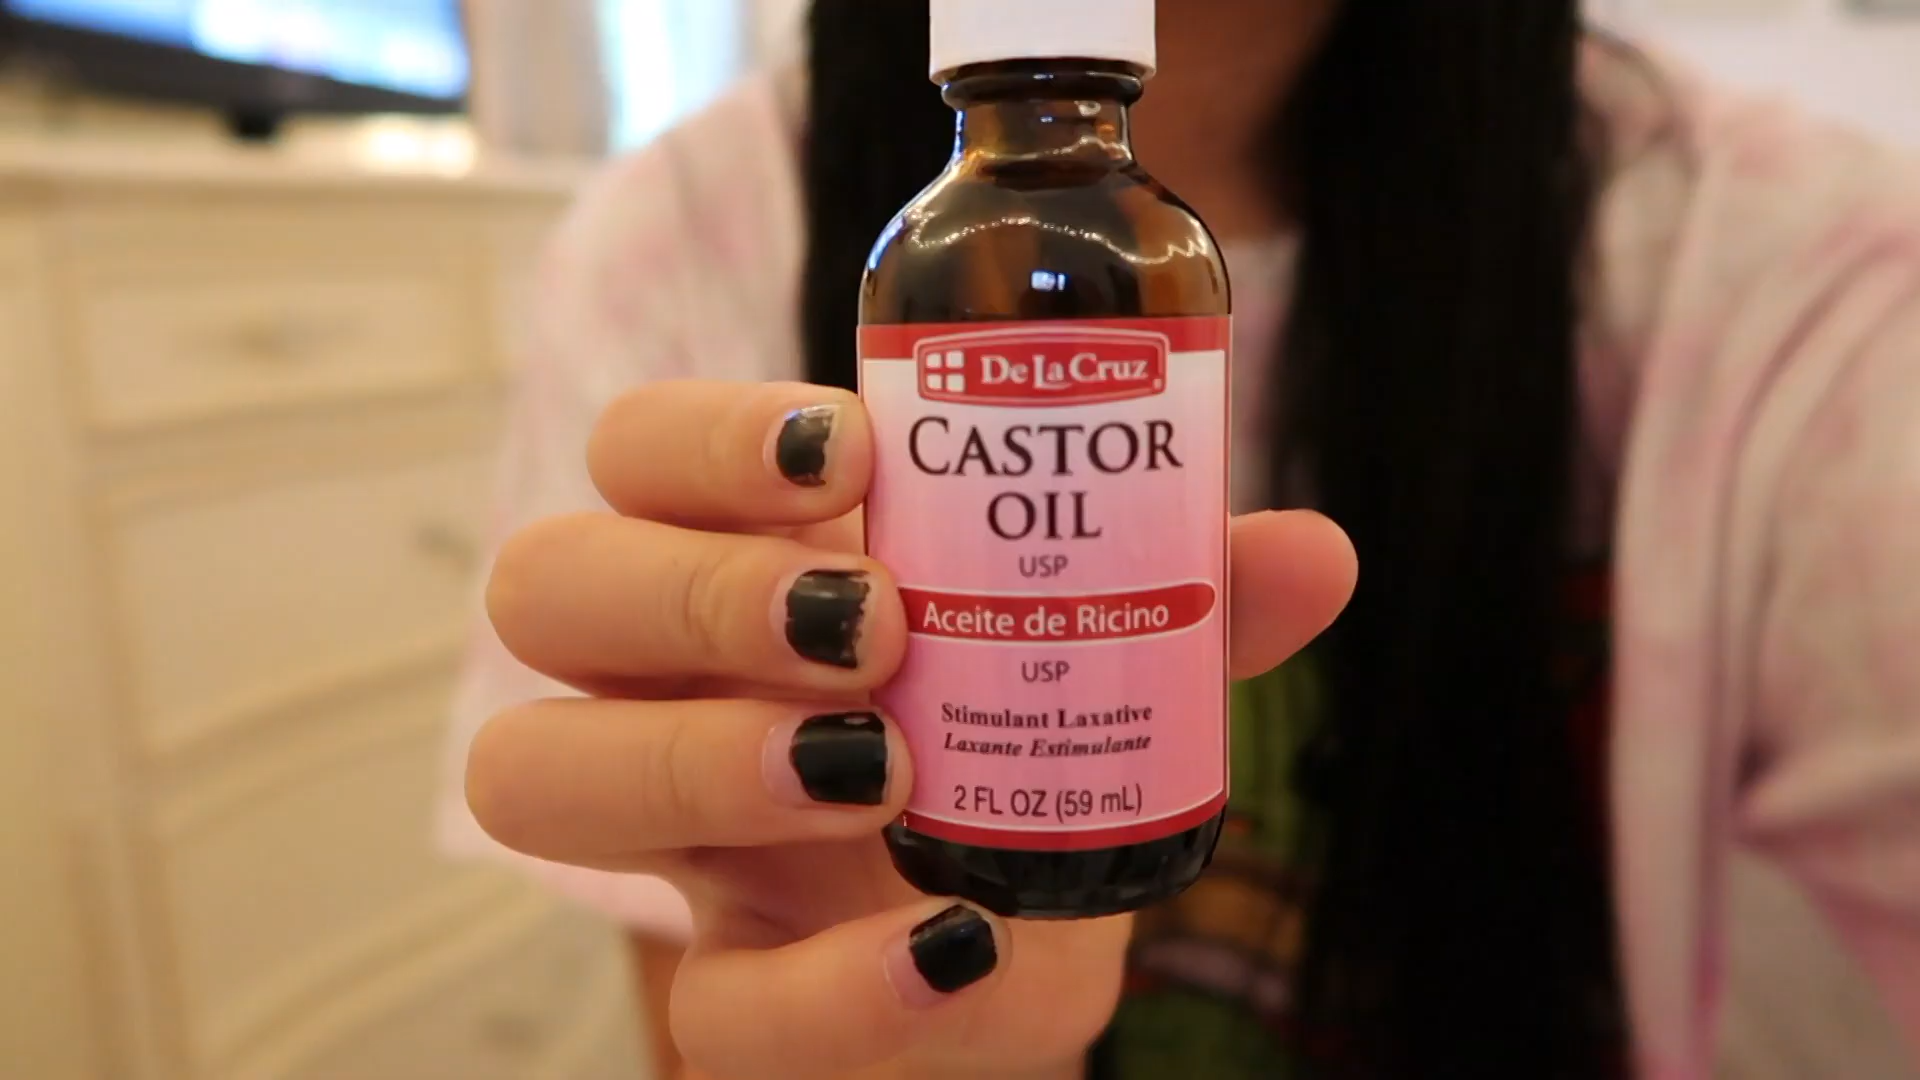 De La Cruz
CASTOR
OIL
USP
Aceite de Ricino
USP
Stimulant Laxative
Laxante Estimulante
2 FL OZ (59 mL)